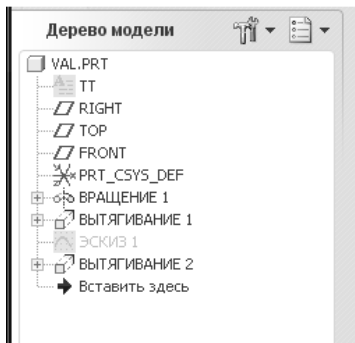 Дерево модели
VAL.PRT
TT
RIGHT
TOP
FRONT
PRT_CSYS_DEF
ВРАЩЕНИЕ 1
ВЫТЯГИВАНИЕ 1
ЭСКИЗ 1
ВЫТЯГИВАНИЕ 2
Вставить здесь